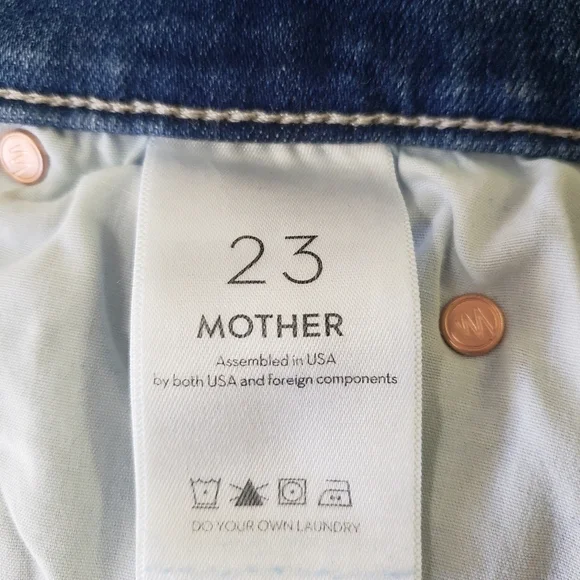 23
MOTHER
Assembled in USA
by both USA and foreign components
DO YOUR OWN LAUNDRY